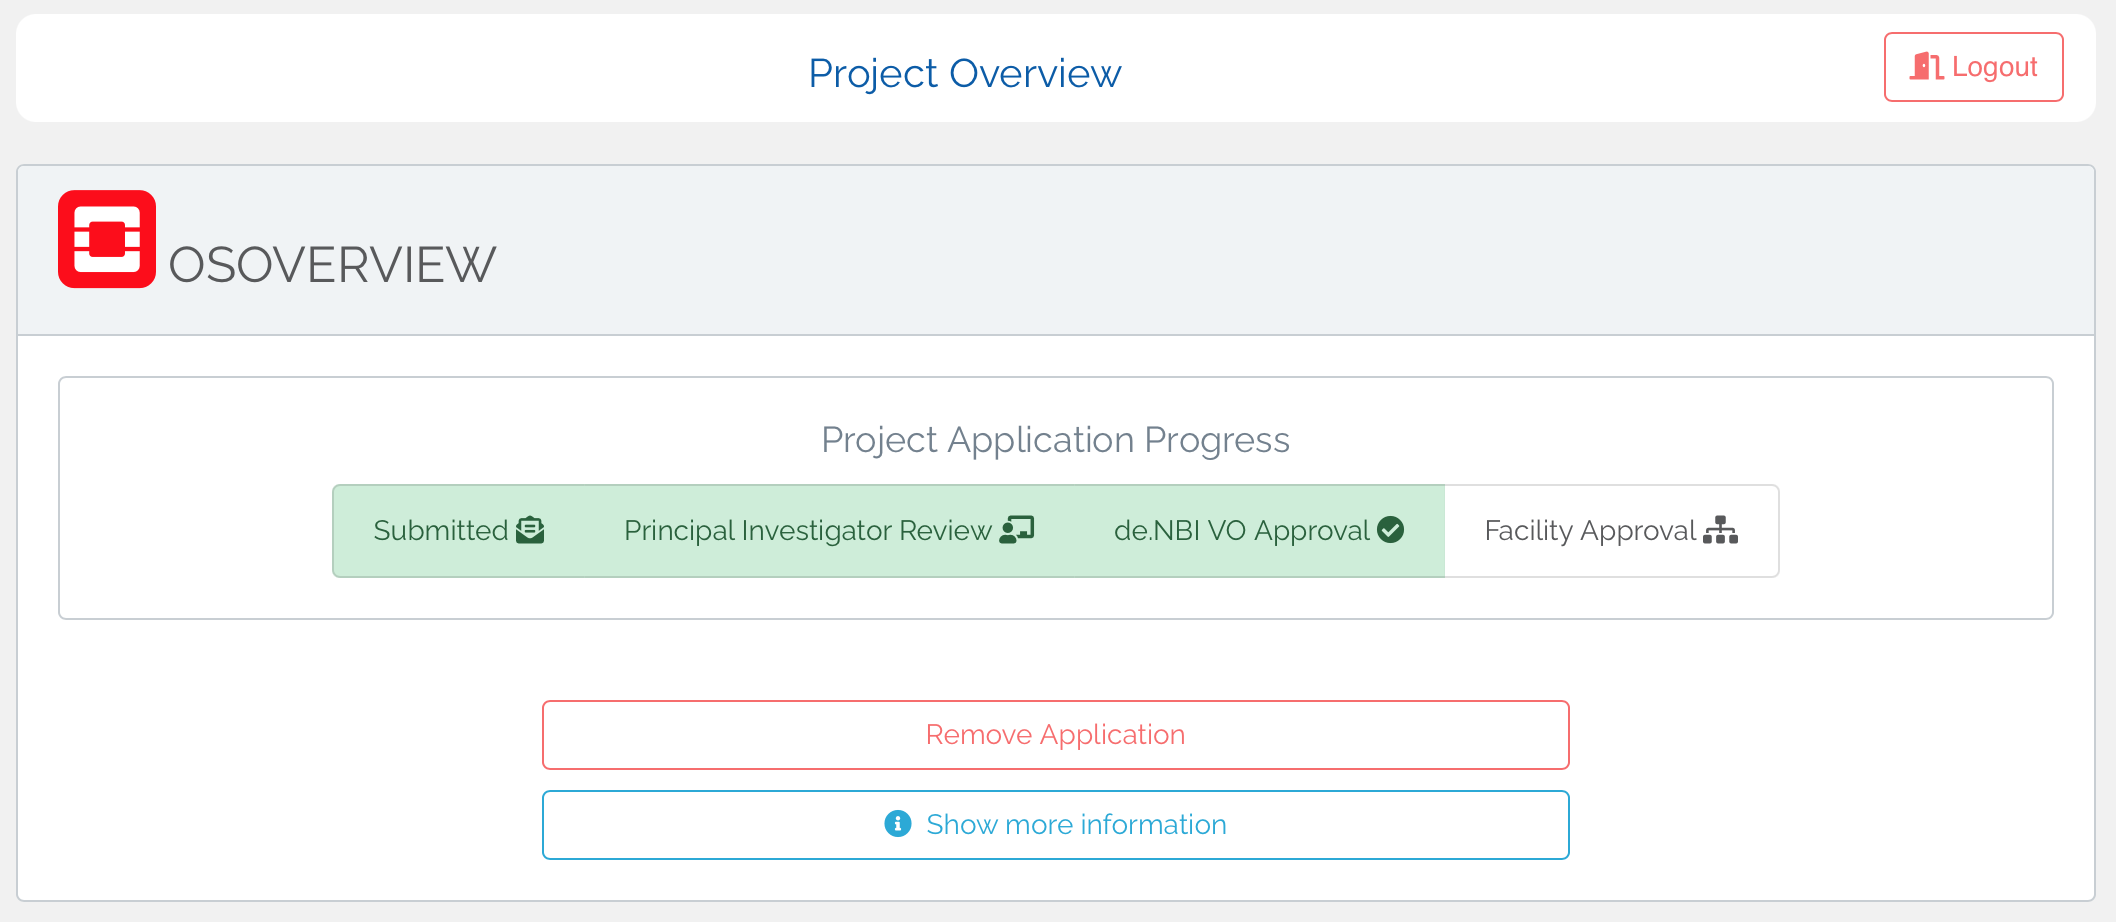 Project Overview
Logout
OSOVERVIEW
Project Application Progress
Submitted Principal Investigator Review de.NBI VO Approval Facility Approval
Remove Application
Show more information